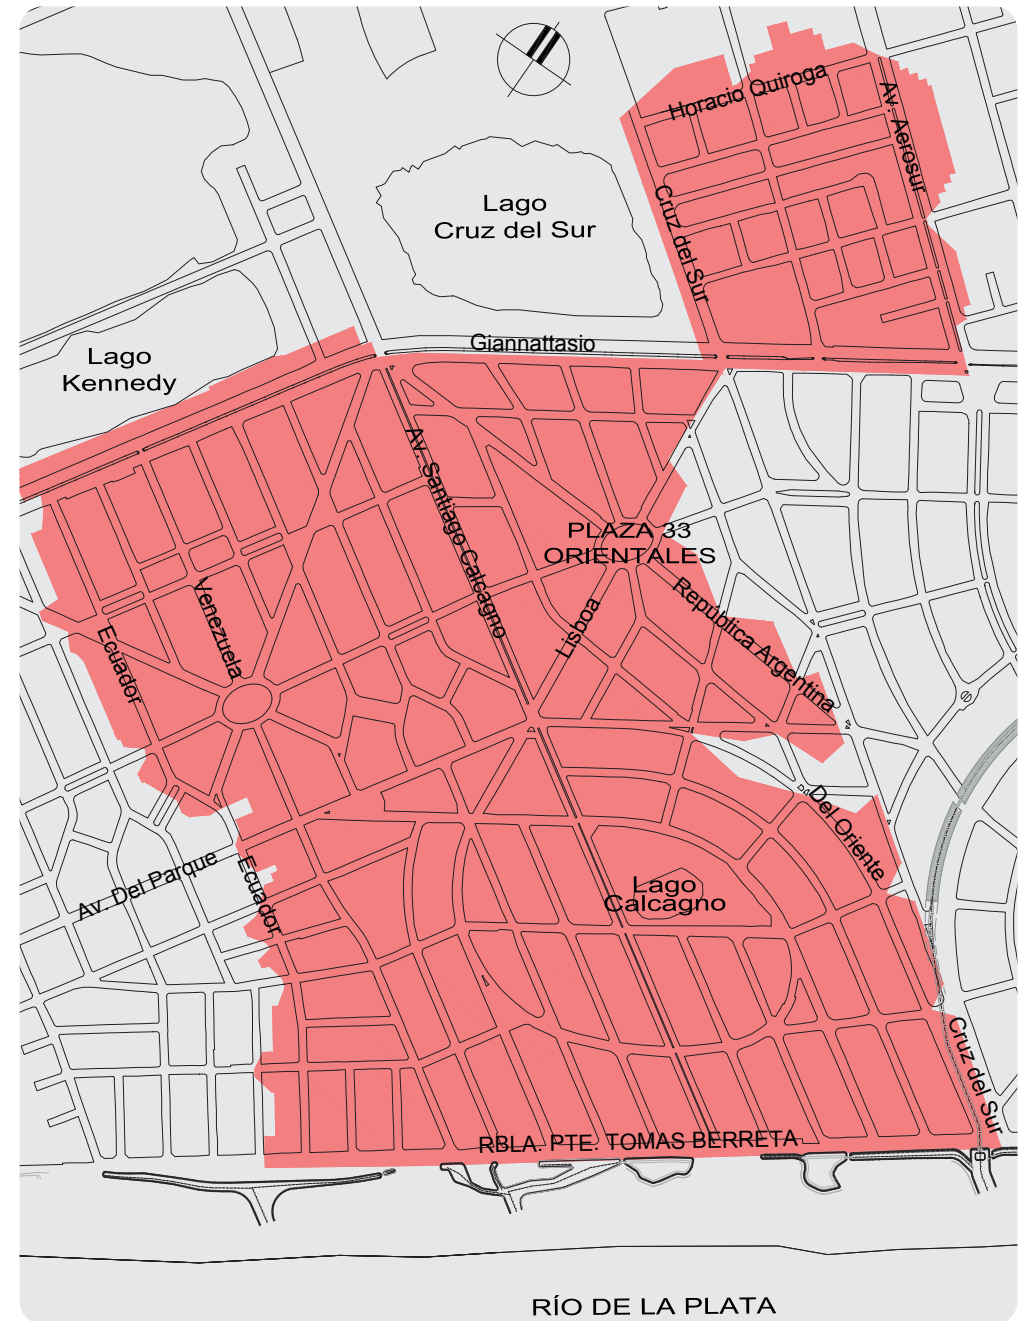 Horacio Quiroga
Av. Aerosur
Lago
Cruz del Sur
Cruz del Sur
Giannattasio
Lago
Kennedy
Av. Santiago Calcagno
PLAZA 33
ORIENTALES
República Argentina
Lisboa
Venezuela
Ecuador
Del Oriente
Av. Del Parque
Ecuador
Lago
Calcagno
Cruz del Sur
RBLA. PTE. TOMAS BERRETA
RÍO DE LA PLATA